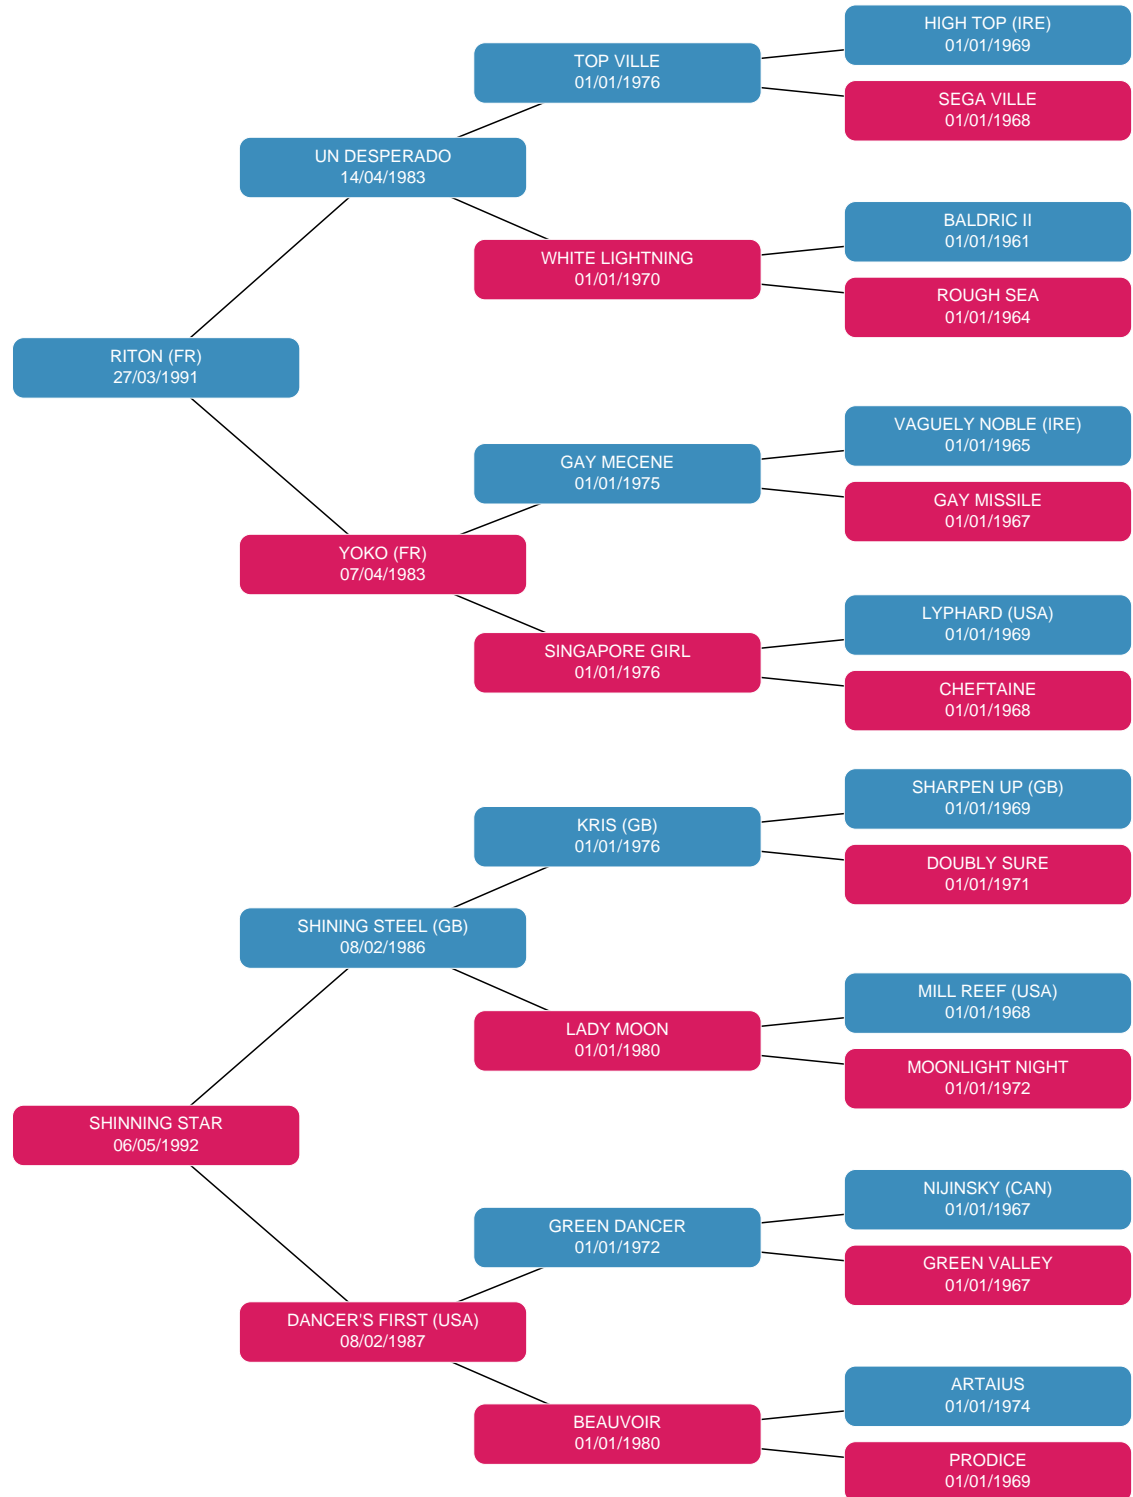 HIGH TOP (IRE)
01/01/1969
TOP VILLE
01/01/1976
SEGA VILLE
01/01/1968
UN DESPERADO
14/04/1983
BALDRIC II
01/01/1961
WHITE LIGHTNING
01/01/1970
ROUGH SEA
01/01/1964
RITON (FR)
27/03/1991
VAGUELY NOBLE (IRE)
01/01/1965
GAY MECENE
01/01/1975
GAY MISSILE
01/01/1967
YOKO (FR)
07/04/1983
LYPHARD (USA)
01/01/1969
SINGAPORE GIRL
01/01/1976
CHEFTAINE
01/01/1968
SHARPEN UP (GB)
01/01/1969
KRIS (GB)
01/01/1976
DOUBLY SURE
01/01/1971
SHINING STEEL (GB)
08/02/1986
MILL REEF (USA)
01/01/1968
LADY MOON
01/01/1980
MOONLIGHT NIGHT
01/01/1972
SHINNING STAR
06/05/1992
NIJINSKY (CAN)
01/01/1967
GREEN DANCER
01/01/1972
GREEN VALLEY
01/01/1967
DANCER'S FIRST (USA)
08/02/1987
ARTAIUS
01/01/1974
BEAUVOIR
01/01/1980
PRODICE
01/01/1969